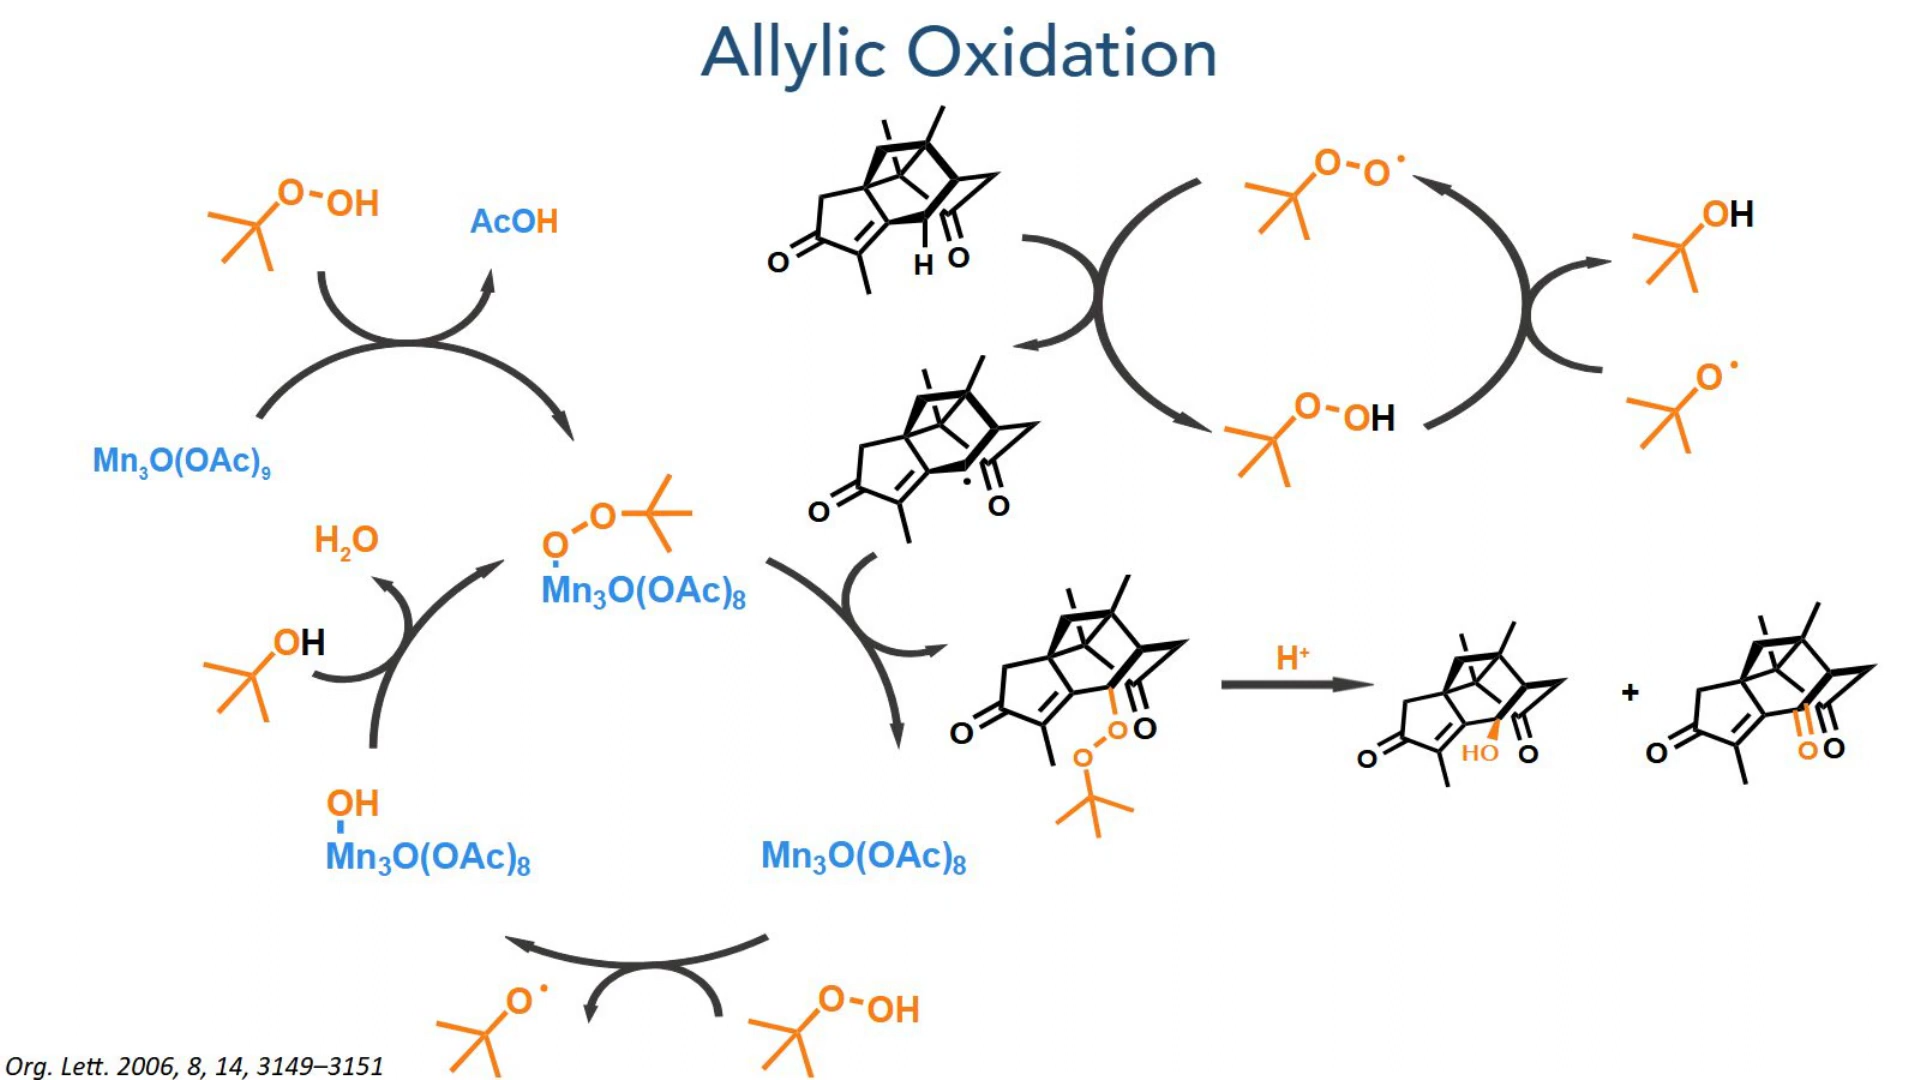 Allylic Oxidation
O-OH
AcOH
Mn3O(OAc)9
H2O
OH
O
O
Mn3O(OAc)8
OH
Mn3O(OAc)8
Mn3O(OAc)8
O•
O-OH
O
H
O
O
•
O
O-O•
OH
O-OH
O•
O
O
O
O
H+
O
HO
O
+
O
O
O
Org. Lett. 2006, 8, 14, 3149–3151